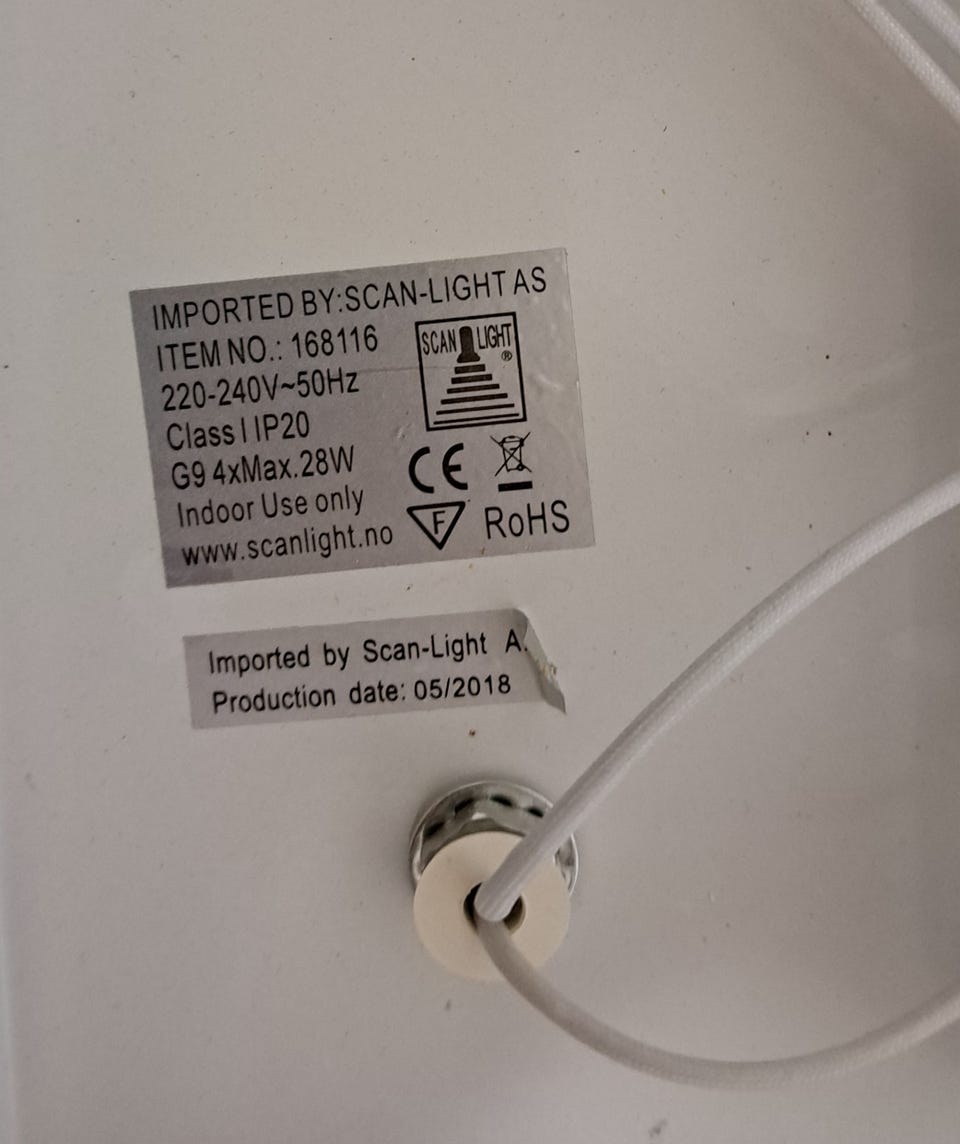 IMPORTED BY:SCAN-LIGHT AS
ITEM NO.: 168116
220-240V~50Hz
Class I IP20
G9 4xMax.28W
Indoor Use only
www.scanlight.no
SCAN LIGHT
®
CE
F
RoHS
Imported by Scan-Light A
Production date: 05/2018